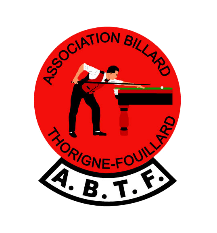 ASSOCIATION BILLARD
THORIGNE-FOUILLARD
A. B. T. F.